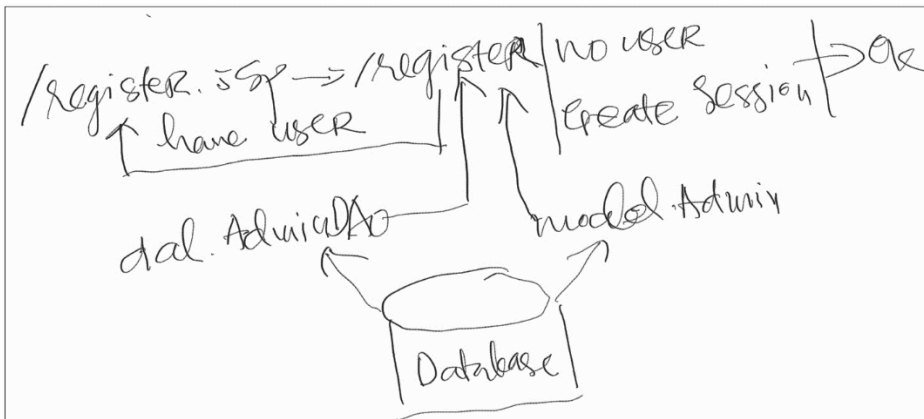 /register.jsp → /register | no user
create session → Ok
have user
dal.AdminDAO
model.Admin
Database